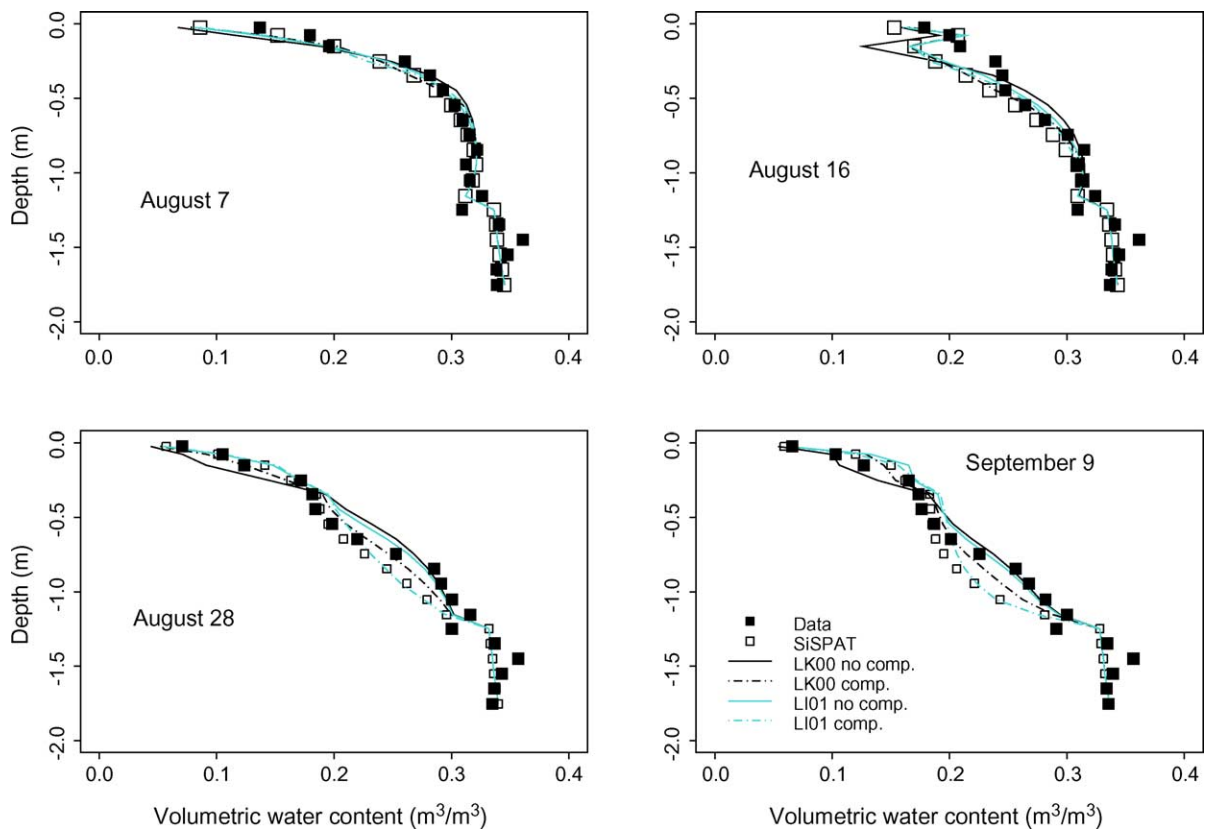 0.0
-0.5
-1.0
-1.5
-2.0
Depth (m)
August 7
0.0 0.1 0.2 0.3 0.4
0.0
-0.5
-1.0
-1.5
-2.0
August 16
0.0 0.1 0.2 0.3 0.4
0.0
-0.5
-1.0
-1.5
-2.0
Depth (m)
August 28
0.0 0.1 0.2 0.3 0.4
Volumetric water content (m³/m³)
0.0
-0.5
-1.0
-1.5
-2.0
September 9
Data
SiSPAT
LK00 no comp.
LK00 comp.
LI01 no comp.
LI01 comp.
0.0 0.1 0.2 0.3 0.4
Volumetric water content (m³/m³)